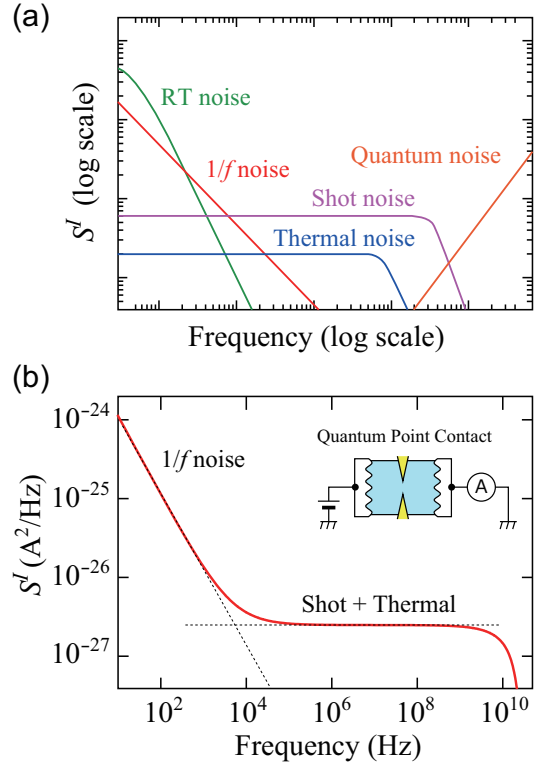 (a)
S^I (log scale)
RT noise
1/f noise
Quantum noise
Shot noise
Thermal noise
Frequency (log scale)
(b)
S^I (A^2/Hz)
10^−24
10^−25
10^−26
10^−27
1/f noise
Quantum Point Contact
A
Shot + Thermal
10^2 10^4 10^6 10^8 10^10
Frequency (Hz)